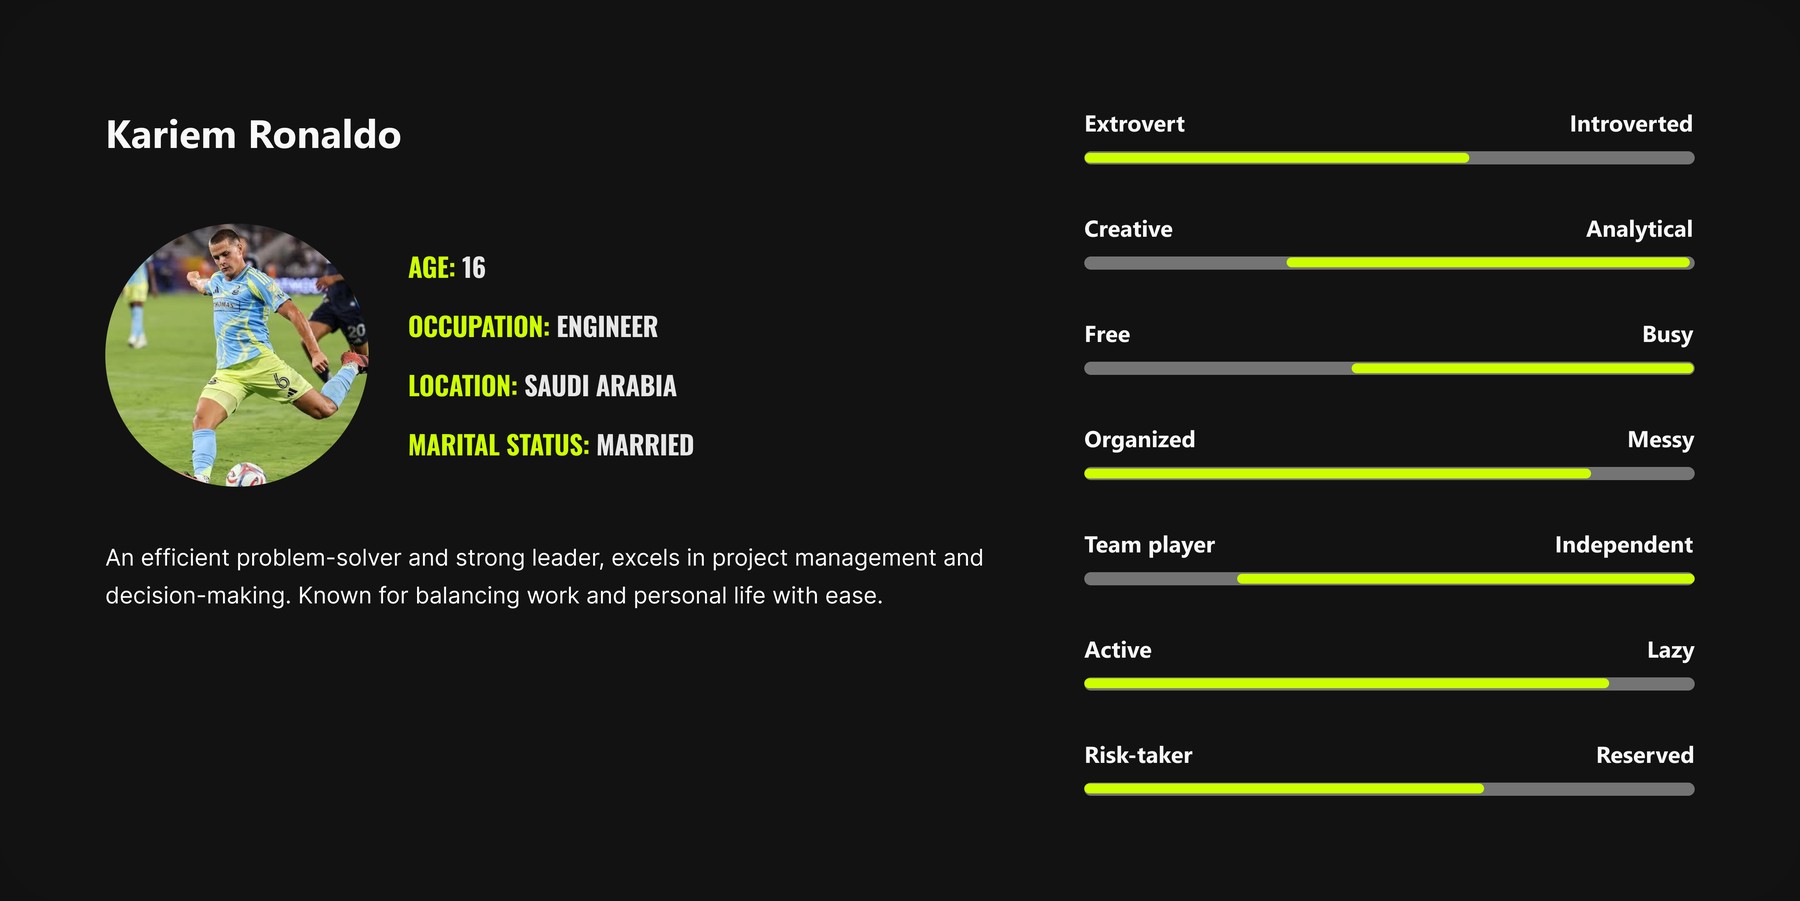 Kariem Ronaldo
AGE: 16
OCCUPATION: ENGINEER
LOCATION: SAUDI ARABIA
MARITAL STATUS: MARRIED
An efficient problem-solver and strong leader, excels in project management and
decision-making. Known for balancing work and personal life with ease.
Extrovert Introverted
Creative Analytical
Free Busy
Organized Messy
Team player Independent
Active Lazy
Risk-taker Reserved
6
20